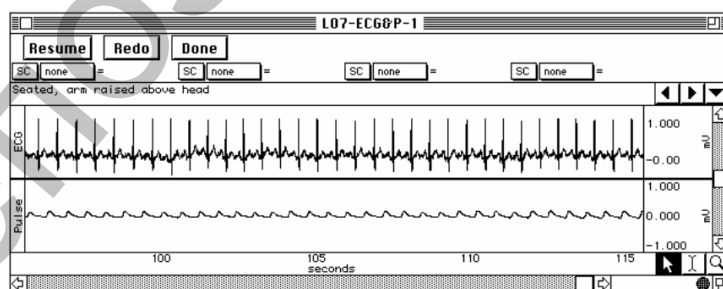 L07-ECG&P-1
Resume Redo Done
SC none = SC none = SC none = SC none =
Seated, arm raised above head
ECG
1.000
-0.00
mV
Pulse
1.000
0.000
-1.000
mV
100 105 110 115
seconds